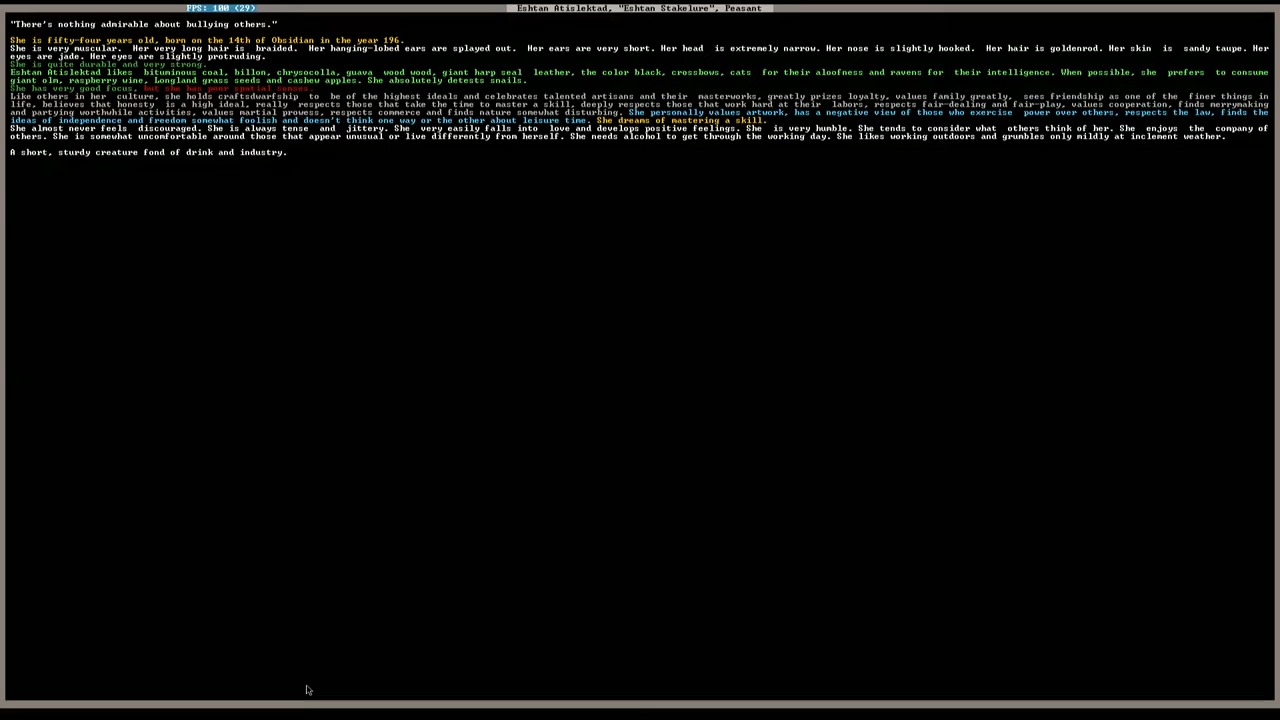 FPS: 100 (29)
Eshtan Atislektad, "Eshtan Stakelure", Peasant
"There's nothing admirable about bullying others."
She is fifty-four years old, born on the 14th of Obsidian in the year 196.
She is very muscular. Her very long hair is braided. Her hanging-lobed ears are splayed out. Her ears are very short. Her head is extremely narrow. Her nose is slightly hooked. Her hair is goldenrod. Her skin is sandy taupe. Her
eyes are jade. Her eyes are slightly protruding.
She is quite durable and very strong.
Eshtan Atislektad likes bituminous coal, billon, chrysocolla, guava wood wood, giant harp seal leather, the color black, crossbows, cats for their aloofness and ravens for their intelligence. When possible, she prefers to consume
giant olm, raspberry wine, Longland grass seeds and cashew apples. She absolutely detests snails.
She has very good focus, but she has poor spatial senses.
Like others in her culture, she holds craftsdwarfship to be of the highest ideals and celebrates talented artisans and their masterworks, greatly prizes loyalty, values family greatly, sees friendship as one of the finer things in
life, believes that honesty is a high ideal, really respects those that take the time to master a skill, deeply respects those that work hard at their labors, respects fair-dealing and fair-play, values cooperation, finds merrymaking
and partying worthwhile activities, values martial prowess, respects commerce and finds nature somewhat disturbing. She personally values artwork, has a negative view of those who exercise power over others, respects the law, finds the
ideas of independence and freedom somewhat foolish and doesn't think one way or the other about leisure time. She dreams of mastering a skill.
She almost never feels discouraged. She is always tense and jittery. She very easily falls into love and develops positive feelings. She is very humble. She tends to consider what others think of her. She enjoys the company of
others. She is somewhat uncomfortable around those that appear unusual or live differently from herself. She needs alcohol to get through the working day. She likes working outdoors and grumbles only mildly at inclement weather.
A short, sturdy creature fond of drink and industry.